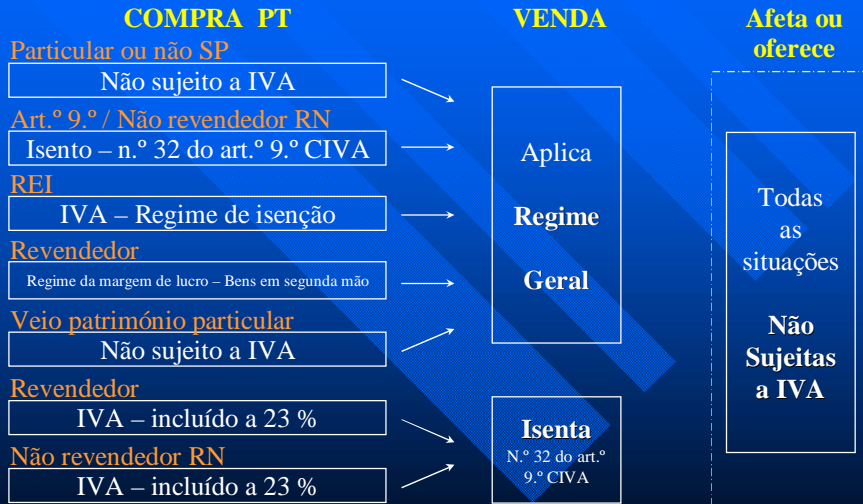 COMPRA PT
Particular ou não SP
Não sujeito a IVA
Art.º 9.º / Não revendedor RN
Isento – n.º 32 do art.º 9.º CIVA
REI
IVA – Regime de isenção
Revendedor
Regime da margem de lucro – Bens em segunda mão
Veio património particular
Não sujeito a IVA
Revendedor
IVA – incluído a 23 %
Não revendedor RN
IVA – incluído a 23 %
VENDA
Aplica
Regime
Geral
Isenta
N.º 32 do art.º
9.º CIVA
Afeta ou
oferece
Todas
as
situações
Não
Sujeitas
a IVA